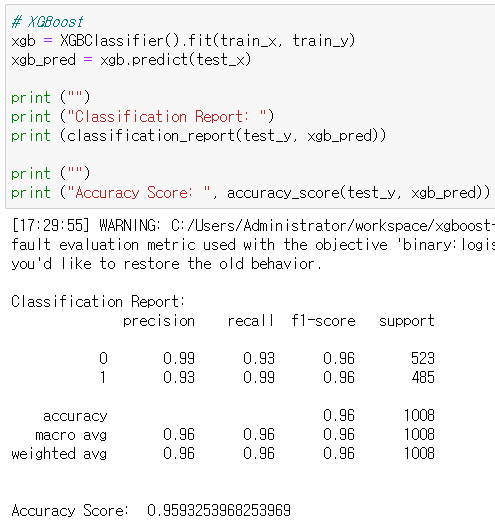 # XGBoost
xgb = XGBClassifier().fit(train_x, train_y)
xgb_pred = xgb.predict(test_x)
print ("")
print ("Classification Report: ")
print (classification_report(test_y, xgb_pred))
print ("")
print ("Accuracy Score: ", accuracy_score(test_y, xgb_pred))
[17:29:55] WARNING: C:/Users/Administrator/workspace/xgboost-
fault evaluation metric used with the objective 'binary:logis
you'd like to restore the old behavior.
Classification Report:
precision recall f1-score support
0 0.99 0.93 0.96 523
1 0.93 0.99 0.96 485
accuracy 0.96 1008
macro avg 0.96 0.96 0.96 1008
weighted avg 0.96 0.96 0.96 1008
Accuracy Score:  0.9593253968253969